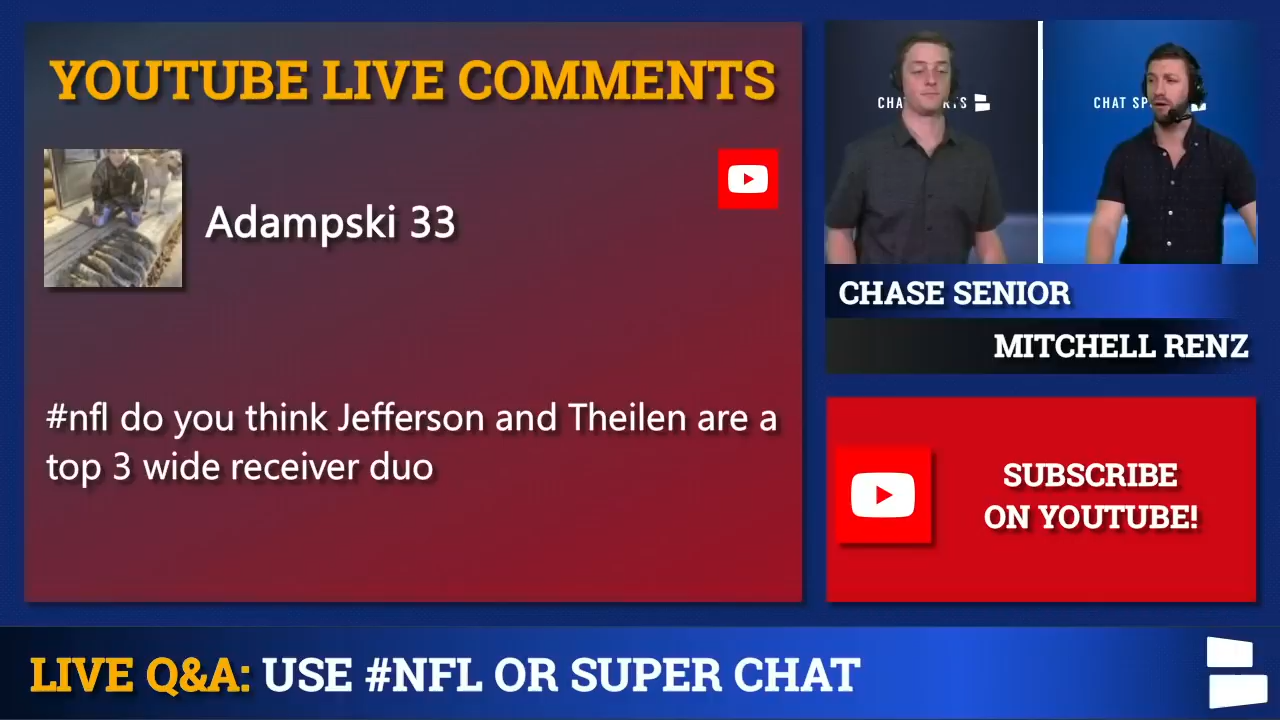 YOUTUBE LIVE COMMENTS
Adampski 33
#nfl do you think Jefferson and Theilen are a
top 3 wide receiver duo
CHASE SENIOR
MITCHELL RENZ
SUBSCRIBE
ON YOUTUBE!
LIVE Q&A: USE #NFL OR SUPER CHAT